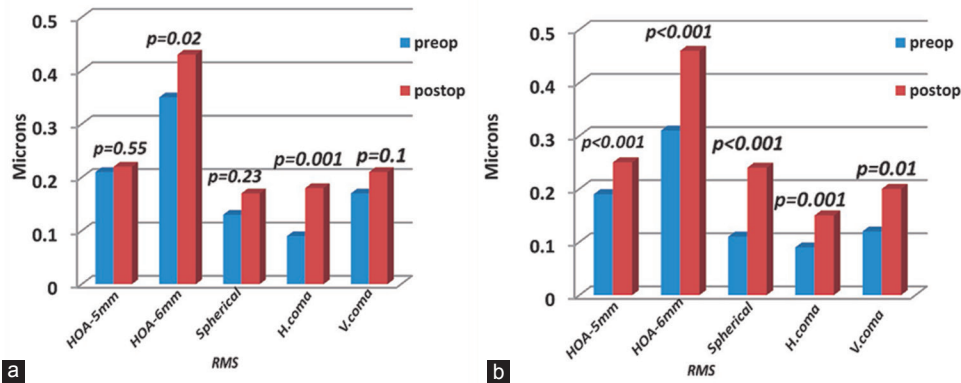 0.5
0.4
0.3
0.2
0.1
0
Microns
p=0.55
p=0.02
p=0.23
p=0.001
p=0.1
preop
postop
HOA-5mm
HOA-6mm
Spherical
H.coma
V.coma
RMS
a
0.5
0.4
0.3
0.2
0.1
0
Microns
p<0.001
p<0.001
p<0.001
p=0.001
p=0.01
preop
postop
HOA-5mm
HOA-6mm
Spherical
H.coma
V.coma
RMS
b